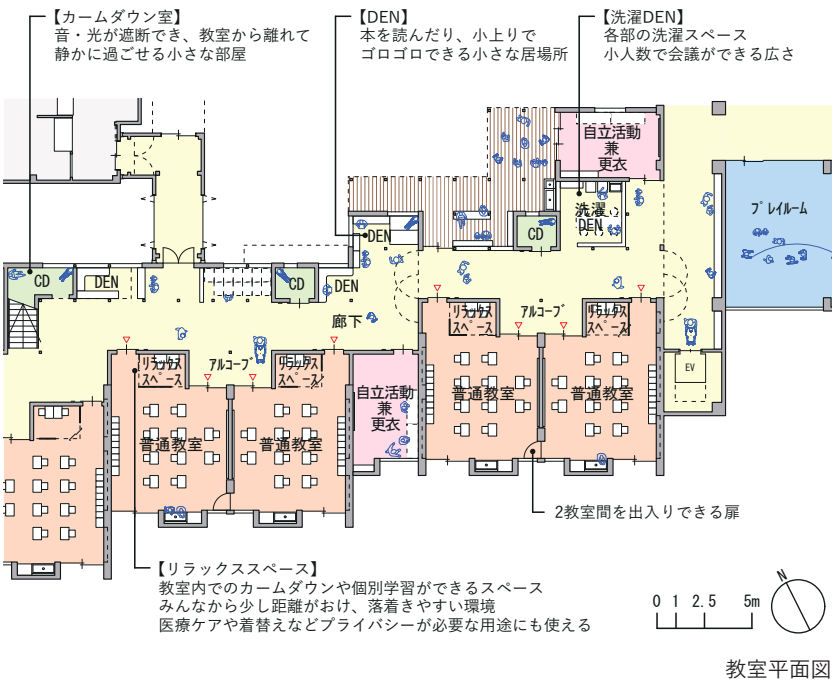 【カームダウン室】
音・光が遮断でき、教室から離れて
静かに過ごせる小さな部屋
【DEN】
本を読んだり、小上りで
ゴロゴロできる小さな居場所
【洗濯DEN】
各部の洗濯スペース
小人数で会議ができる広さ
自立活動
兼
更衣
プレイルーム
洗濯
DEN
CD
DEN
CD
DEN
CD
DEN
廊下
リラックス
スペース
アルコーブ
リラックス
スペース
EV
リラックス
スペース
アルコーブ
リラックス
スペース
自立活動
兼
更衣
普通教室
普通教室
普通教室
普通教室
2教室間を出入りできる扉
【リラックススペース】
教室内でのカームダウンや個別学習ができるスペース
みんなから少し距離がおけ、落着きやすい環境
医療ケアや着替えなどプライバシーが必要な用途にも使える
N
0 1 2.5 5m
教室平面図